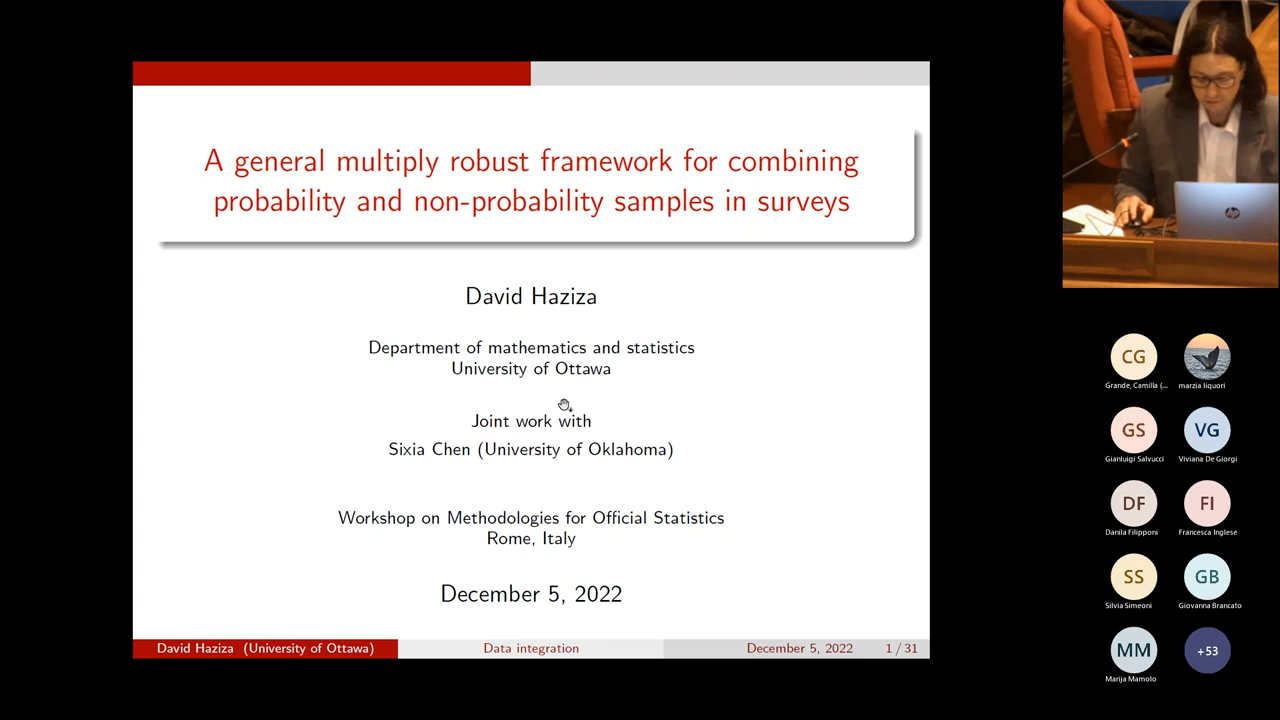 A general multiply robust framework for combining
probability and non-probability samples in surveys
David Haziza
Department of mathematics and statistics
University of Ottawa
Joint work with
Sixia Chen (University of Oklahoma)
Workshop on Methodologies for Official Statistics
Rome, Italy
December 5, 2022
David Haziza (University of Ottawa)
Data integration
December 5, 2022
1 / 31
hp
CG
Grande, Camilla (...
marzia liquori
GS
Gianluigi Salvucci
VG
Viviana De Giorgi
DF
Danila Filipponi
FI
Francesca Inglese
SS
Silvia Simeoni
GB
Giovanna Brancato
MM
Marija Mamolo
+53